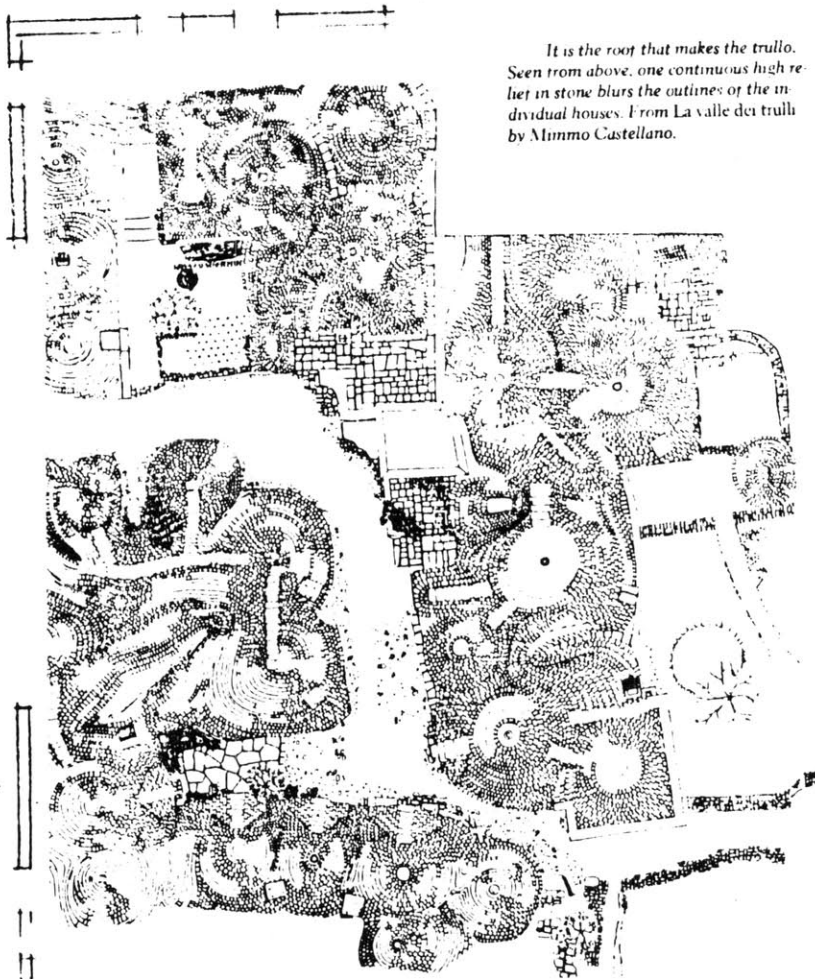 It is the roof that makes the trullo.
Seen from above, one continuous high re-
lief in stone blurs the outlines of the in-
dividual houses. From La valle dei trulli
by Mimmo Castellano.